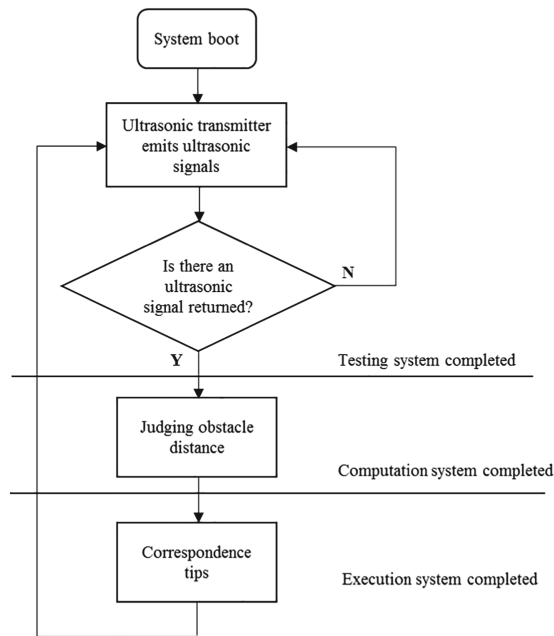 System boot
Ultrasonic transmitter
emits ultrasonic
signals
Is there an
ultrasonic
signal returned?
N
Y
Testing system completed
Judging obstacle
distance
Computation system completed
Correspondence
tips
Execution system completed